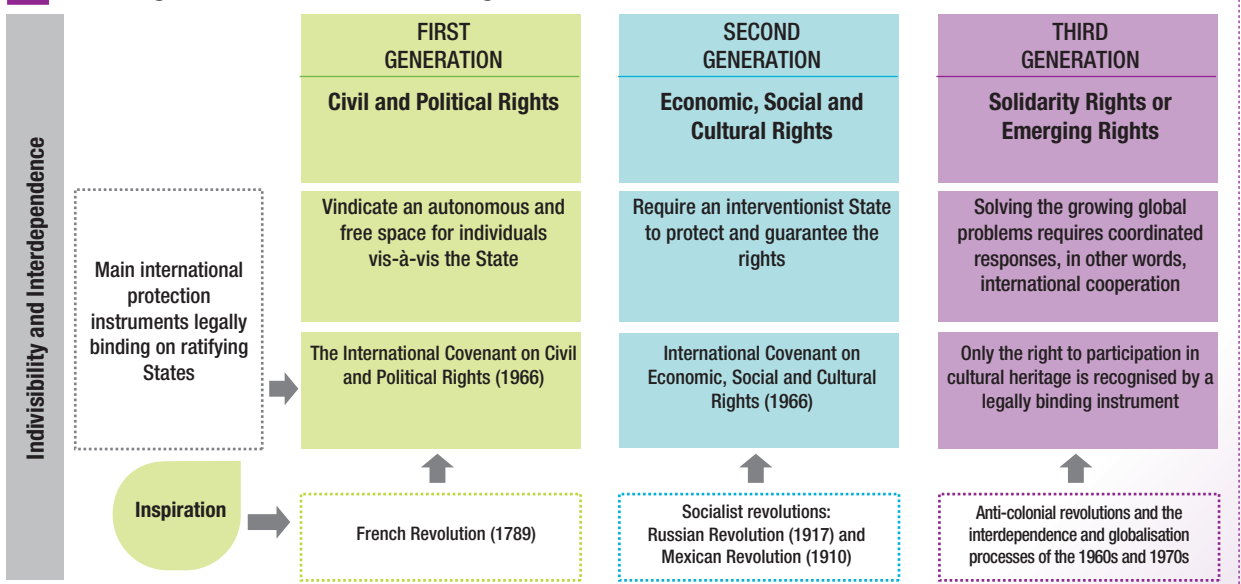 FIRST
GENERATION
Civil and Political Rights
Vindicate an autonomous and
free space for individuals
vis-à-vis the State
The International Covenant on Civil
and Political Rights (1966)
French Revolution (1789)
SECOND
GENERATION
Economic, Social and
Cultural Rights
Require an interventionist State
to protect and guarantee the
rights
International Covenant on
Economic, Social and Cultural
Rights (1966)
Socialist revolutions:
Russian Revolution (1917) and
Mexican Revolution (1910)
THIRD
GENERATION
Solidarity Rights or
Emerging Rights
Solving the growing global
problems requires coordinated
responses, in other words,
international cooperation
Only the right to participation in
cultural heritage is recognised by a
legally binding instrument
Anti-colonial revolutions and the
interdependence and globalisation
processes of the 1960s and 1970s
Indivisibility and Interdependence
Main international
protection
instruments legally
binding on ratifying
States
Inspiration